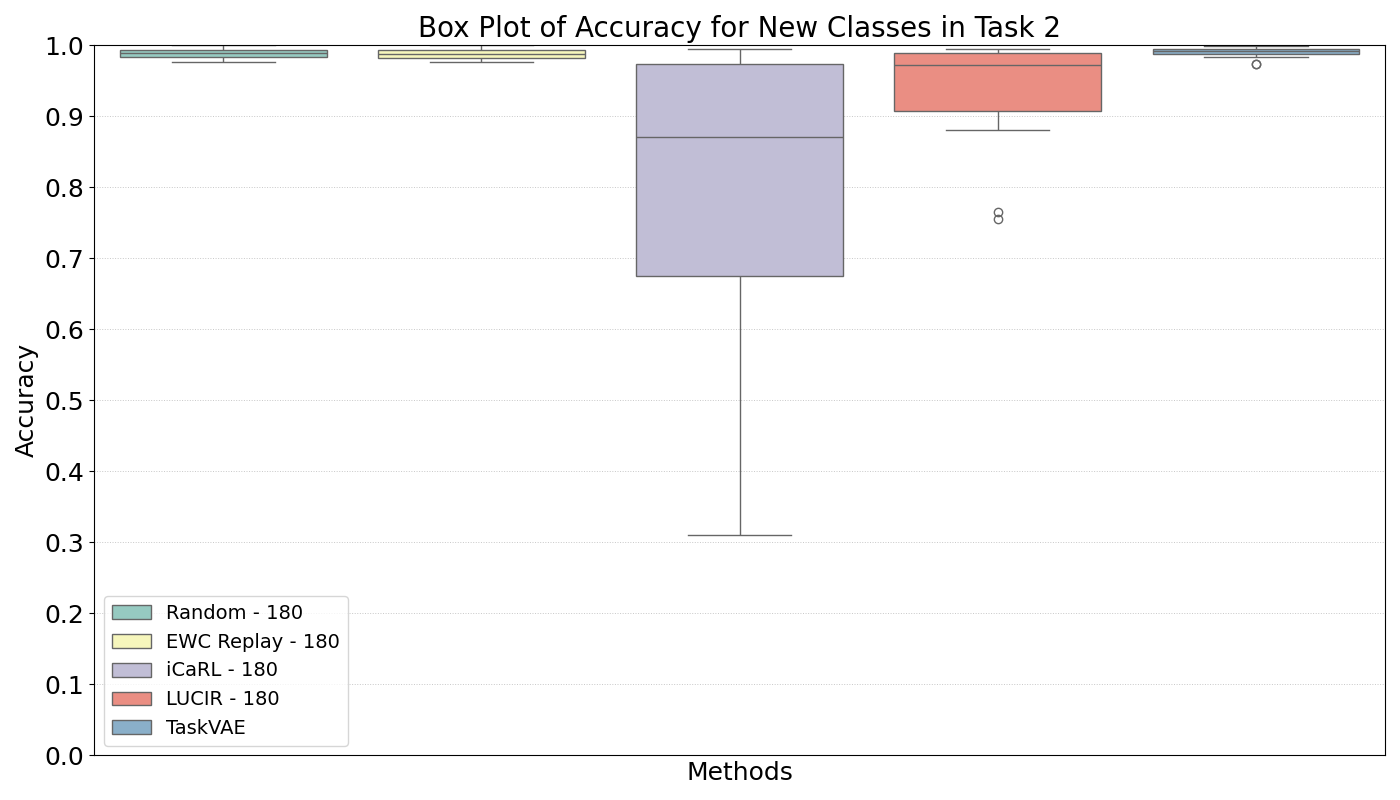 Box Plot of Accuracy for New Classes in Task 2
Accuracy
1.0
0.9
0.8
0.7
0.6
0.5
0.4
0.3
0.2
0.1
0.0
Random - 180
EWC Replay - 180
iCaRL - 180
LUCIR - 180
TaskVAE
Methods